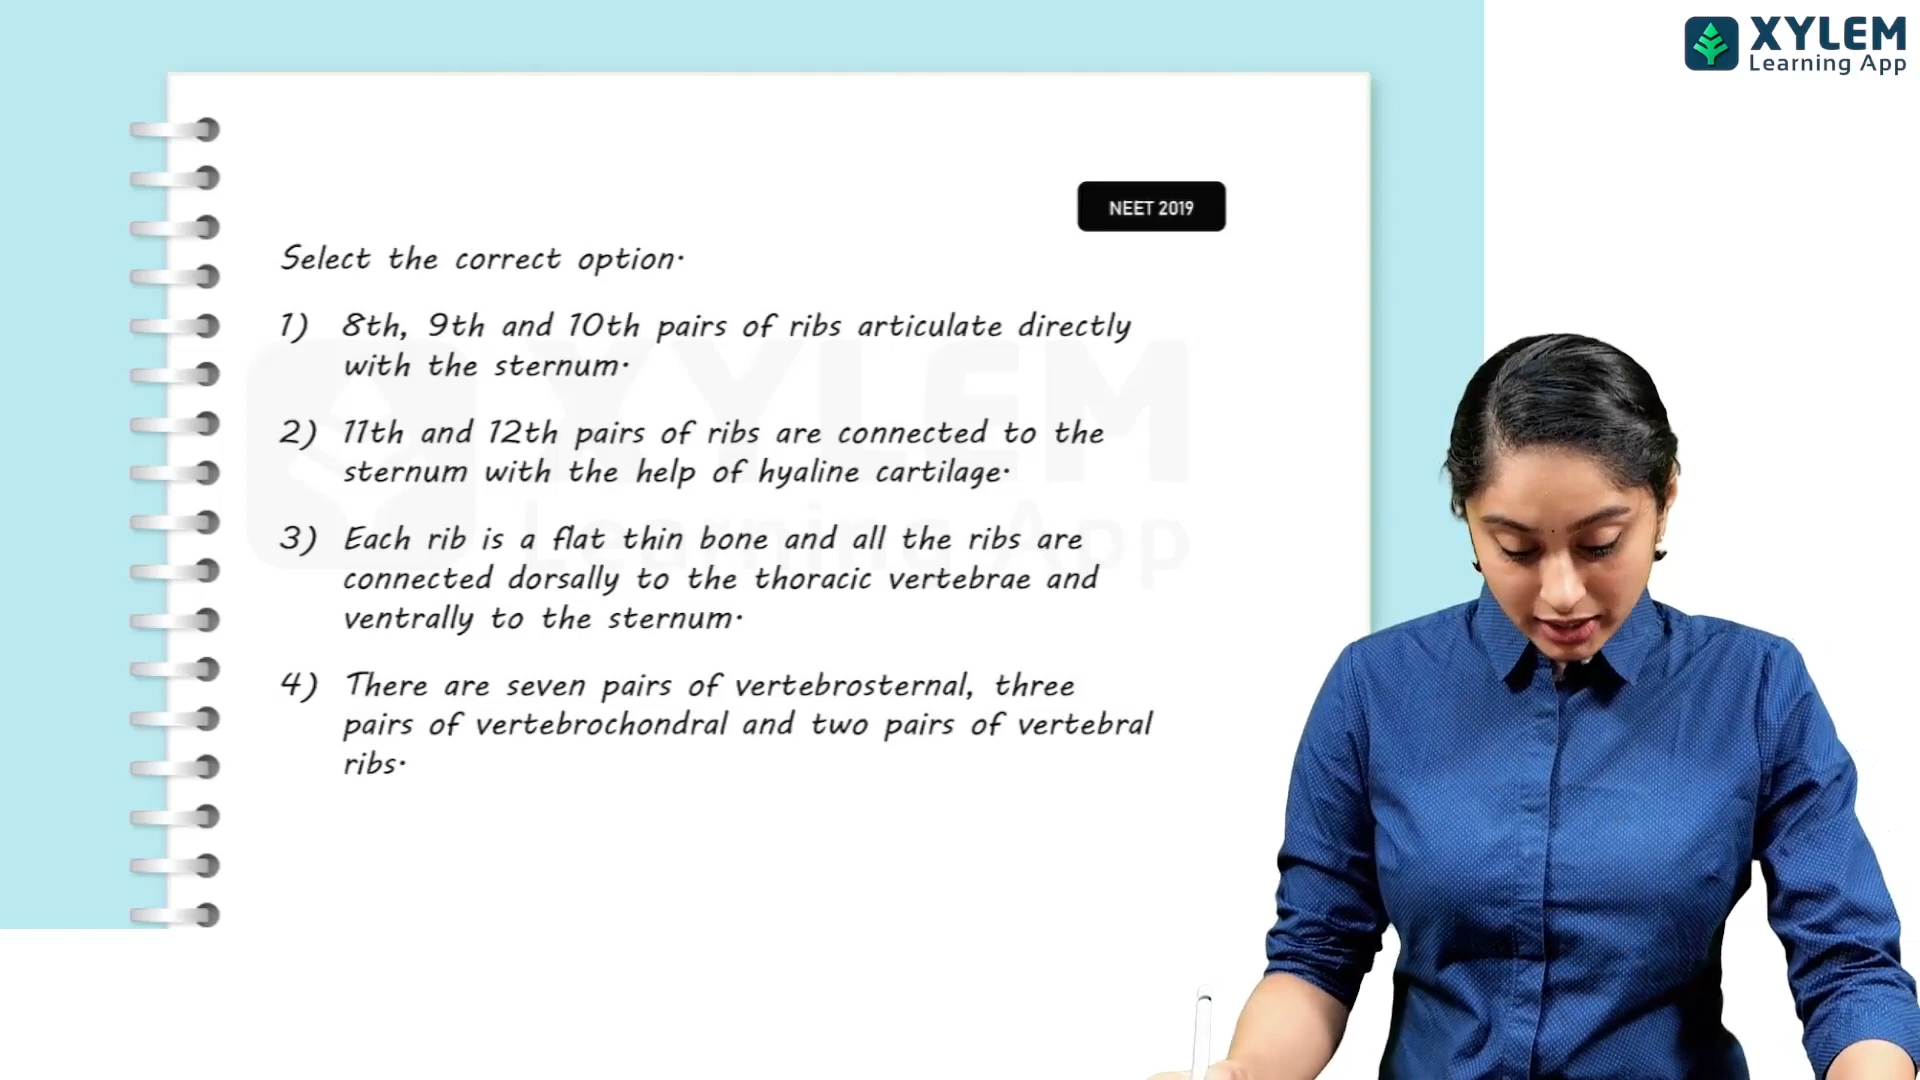 XYLEM
Learning App
NEET 2019
Select the correct option.
1) 8th, 9th and 10th pairs of ribs articulate directly
with the sternum.
2) 11th and 12th pairs of ribs are connected to the
sternum with the help of hyaline cartilage.
3) Each rib is a flat thin bone and all the ribs are
connected dorsally to the thoracic vertebrae and
ventrally to the sternum.
4) There are seven pairs of vertebrosternal, three
pairs of vertebrochondral and two pairs of vertebral
ribs.
XYLEM
Learning App